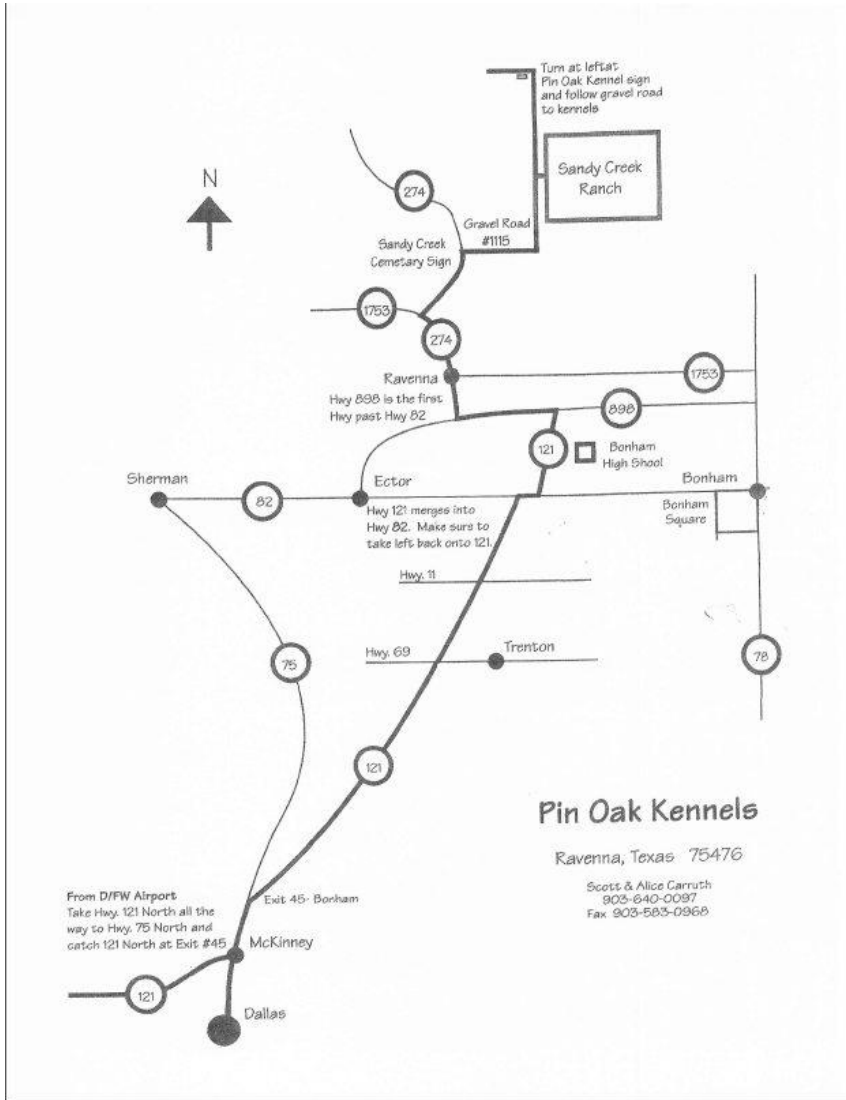 Turn at leftat
Pin Oak Kennel sign
and follow gravel road
to kennels
Sandy Creek
Ranch
N
274
Gravel Road
#1115
Sandy Creek
Cemetary Sign
1753
274
Ravenna
1753
Hwy 898 is the first
Hwy past Hwy 82
898
121
Bonham
High Shool
Sherman
82
Ector
Bonham
Bonham
Square
Hwy 121 merges into
Hwy 82. Make sure to
take left back onto 121.
Hwy. 11
Hwy. 69
Trenton
75
78
121
Pin Oak Kennels
Ravenna, Texas 75476
Scott & Alice Carruth
903-640-0097
Fax 903-583-0968
Exit 45- Bonham
From D/FW Airport
Take Hwy. 121 North all the
way to Hwy. 75 North and
catch 121 North at Exit #45
McKinney
121
Dallas